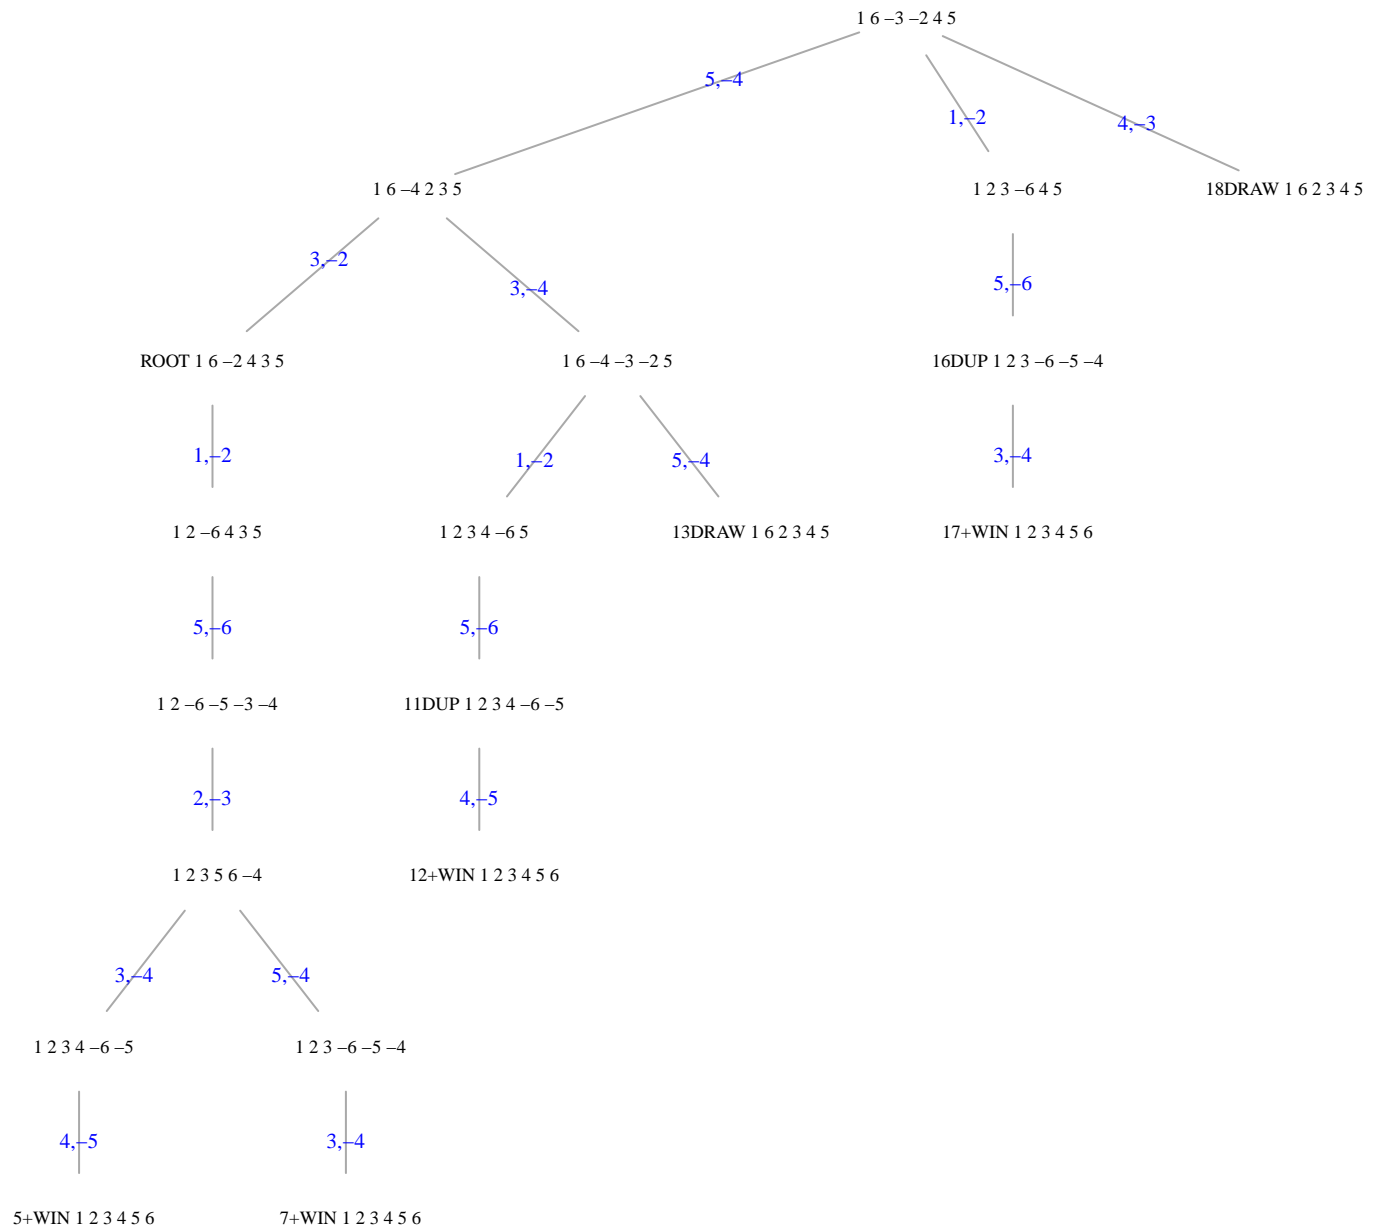 1 6 –3 –2 4 5
5,–4
1,–2
4,–3
1 6 –4 2 3 5
1 2 3 –6 4 5
18DRAW 1 6 2 3 4 5
3,–2
3,–4
5,–6
ROOT 1 6 –2 4 3 5
1 6 –4 –3 –2 5
16DUP 1 2 3 –6 –5 –4
1,–2
1,–2
5,–4
3,–4
1 2 –6 4 3 5
1 2 3 4 –6 5
13DRAW 1 6 2 3 4 5
17+WIN 1 2 3 4 5 6
5,–6
5,–6
1 2 –6 –5 –3 –4
11DUP 1 2 3 4 –6 –5
2,–3
4,–5
1 2 3 5 6 –4
12+WIN 1 2 3 4 5 6
3,–4
5,–4
1 2 3 4 –6 –5
1 2 3 –6 –5 –4
4,–5
3,–4
5+WIN 1 2 3 4 5 6
7+WIN 1 2 3 4 5 6